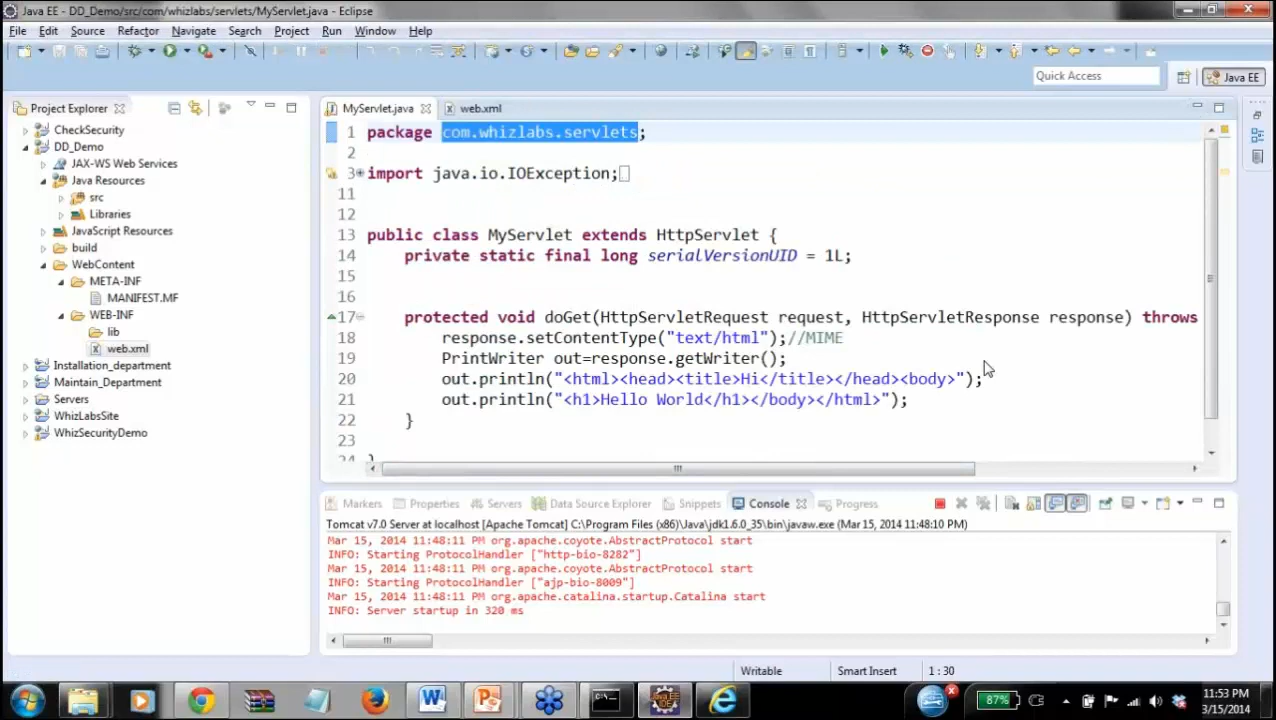 Java EE - DD_Demo/src/com/whizlabs/servlets/MyServlet.java - Eclipse
File Edit Source Refactor Navigate Search Project Run Window Help
Quick Access
Java EE
Project Explorer
CheckSecurity
DD_Demo
JAX-WS Web Services
Java Resources
src
Libraries
JavaScript Resources
build
WebContent
META-INF
MANIFEST.MF
WEB-INF
lib
web.xml
Installation_department
Maintain_Department
Servers
WhizLabsSite
WhizSecurityDemo
MyServlet.java web.xml
1 package com.whizlabs.servlets;
2
3 import java.io.IOException;
11
12
13 public class MyServlet extends HttpServlet {
14 private static final long serialVersionUID = 1L;
15
16
17 protected void doGet(HttpServletRequest request, HttpServletResponse response) throws
18 response.setContentType("text/html");//MIME
19 PrintWriter out=response.getWriter();
20 out.println("<html><head><title>Hi</title></head><body>");
21 out.println("<h1>Hello World</h1></body></html>");
22 }
23
24 }
Markers Properties Servers Data Source Explorer Snippets Console Progress
Tomcat v7.0 Server at localhost [Apache Tomcat] C:\Program Files (x86)\Java\jdk1.6.0_35\bin\javaw.exe (Mar 15, 2014 11:48:10 PM)
Mar 15, 2014 11:48:11 PM org.apache.coyote.AbstractProtocol start
INFO: Starting ProtocolHandler ["http-bio-8282"]
Mar 15, 2014 11:48:11 PM org.apache.coyote.AbstractProtocol start
INFO: Starting ProtocolHandler ["ajp-bio-8009"]
Mar 15, 2014 11:48:11 PM org.apache.catalina.startup.Catalina start
INFO: Server startup in 320 ms
Writable Smart Insert 1 : 30
87%
11:53 PM
3/15/2014